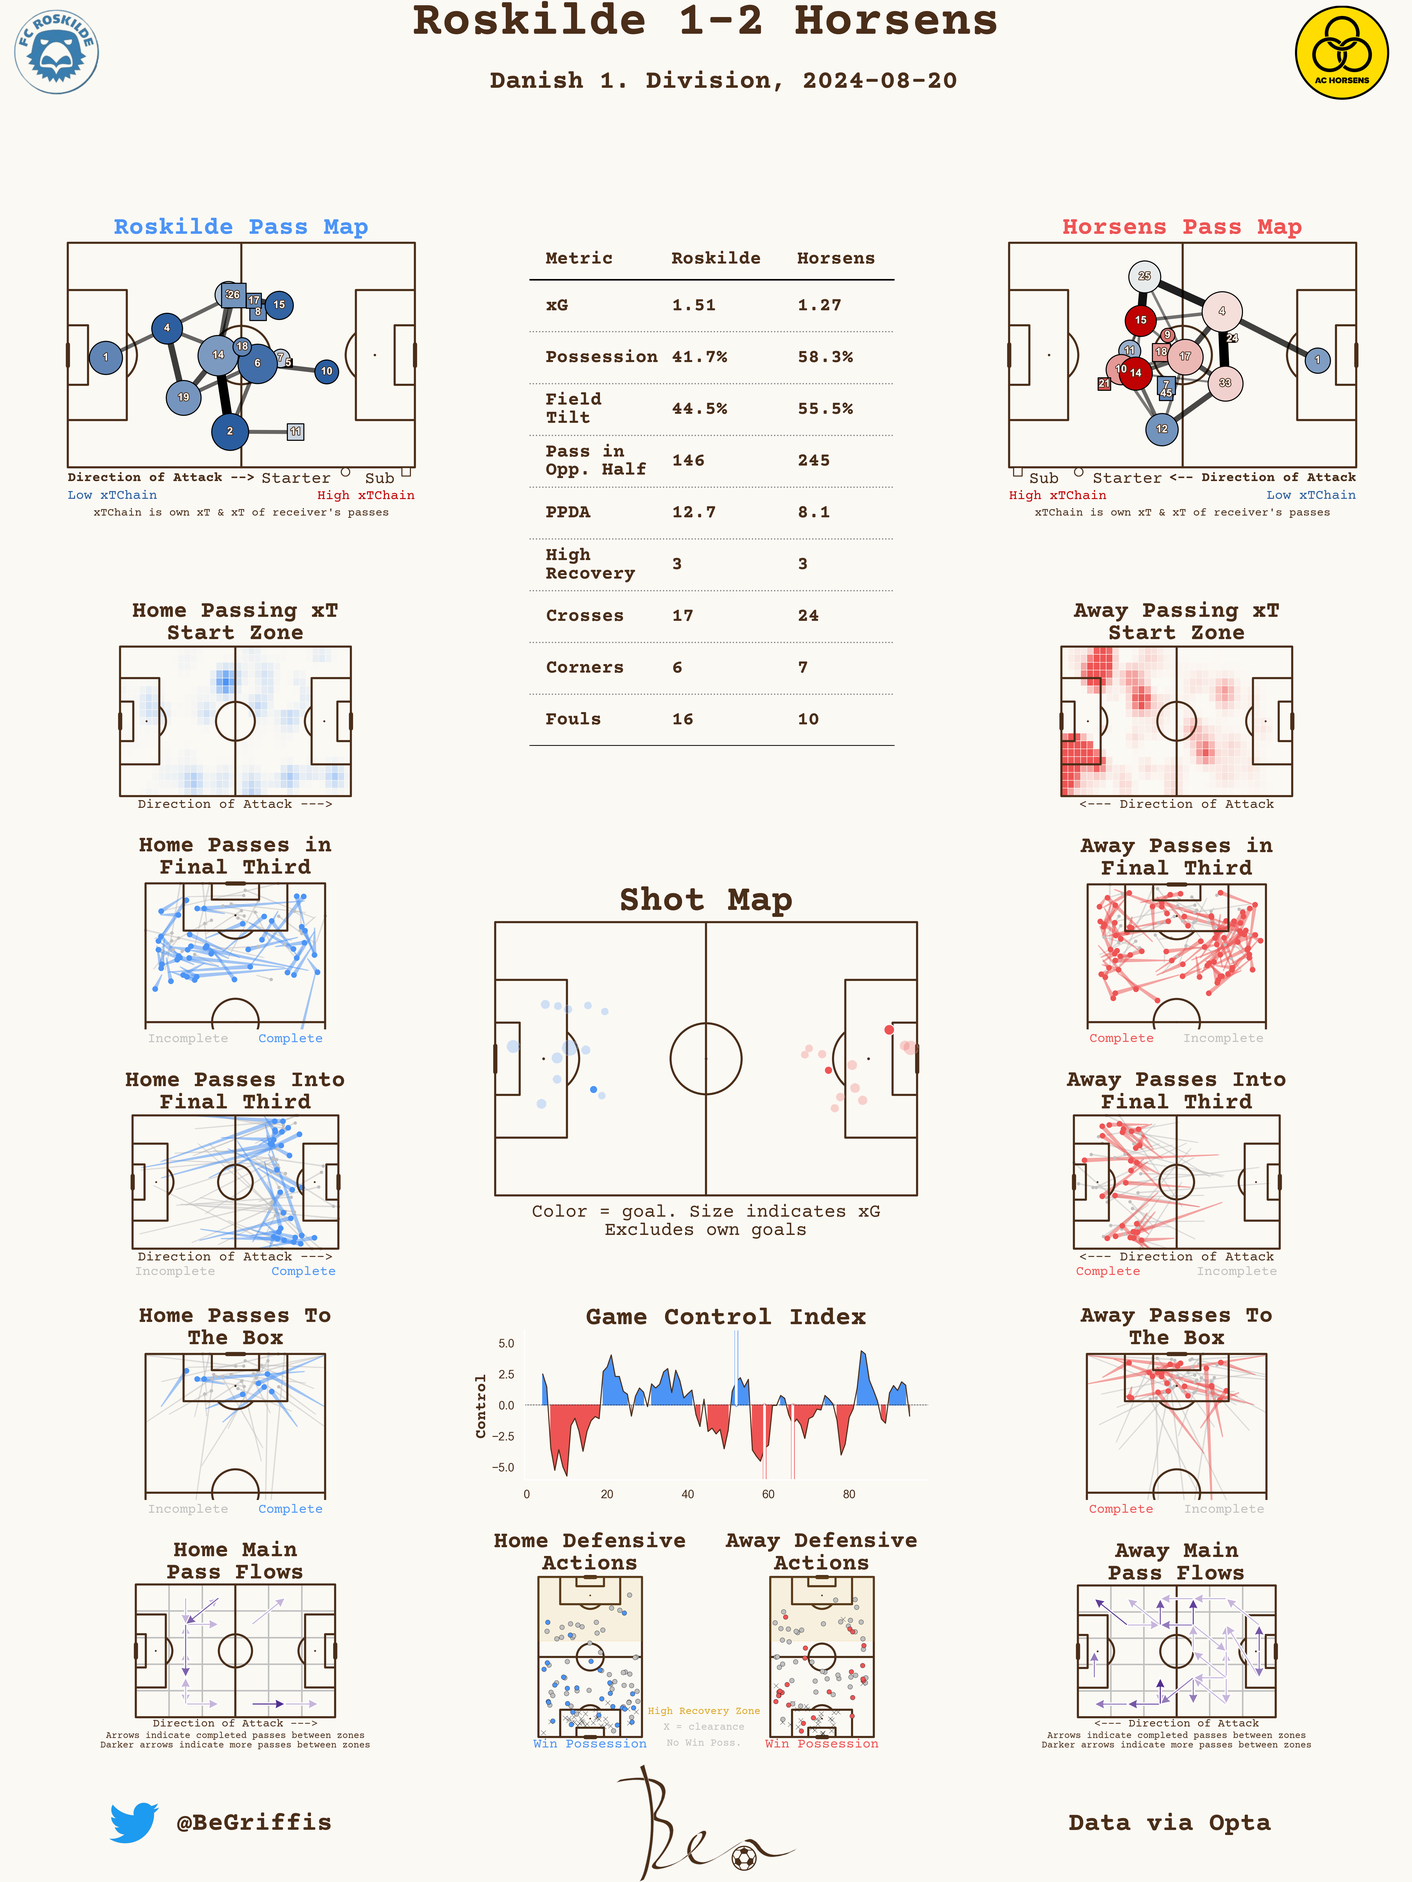 Roskilde 1-2 Horsens
Danish 1. Division, 2024-08-20
FC ROSKILDE
AC HORSENS
Roskilde Pass Map
1
4
19
14
2
26
17
8
15
18
6
7
5
10
11
Direction of Attack --> Starter Sub
Low xTChain High xTChain
xTChain is own xT & xT of receiver's passes
Metric Roskilde Horsens
xG 1.51 1.27
Possession 41.7% 58.3%
Field
Tilt 44.5% 55.5%
Pass in
Opp. Half 146 245
PPDA 12.7 8.1
High
Recovery 3 3
Crosses 17 24
Corners 6 7
Fouls 16 10
Horsens Pass Map
25
4
15
9
24
11
18
17
1
10
14
21
7
45
33
12
Sub Starter <-- Direction of Attack
High xTChain Low xTChain
xTChain is own xT & xT of receiver's passes
Home Passing xT
Start Zone
Direction of Attack --->
Away Passing xT
Start Zone
<--- Direction of Attack
Home Passes in
Final Third
Incomplete Complete
Away Passes in
Final Third
Complete Incomplete
Shot Map
Color = goal. Size indicates xG
Excludes own goals
Home Passes Into
Final Third
Direction of Attack --->
Incomplete Complete
Away Passes Into
Final Third
<--- Direction of Attack
Complete Incomplete
Home Passes To
The Box
Incomplete Complete
Game Control Index
Control
5.0
2.5
0.0
−2.5
−5.0
0 20 40 60 80
Away Passes To
The Box
Complete Incomplete
Home Main
Pass Flows
Direction of Attack --->
Arrows indicate completed passes between zones
Darker arrows indicate more passes between zones
Home Defensive
Actions
Win Possession
High Recovery Zone
X = clearance
No Win Poss.
Away Defensive
Actions
Win Possession
Away Main
Pass Flows
<--- Direction of Attack
Arrows indicate completed passes between zones
Darker arrows indicate more passes between zones
@BeGriffis
Ben
Data via Opta